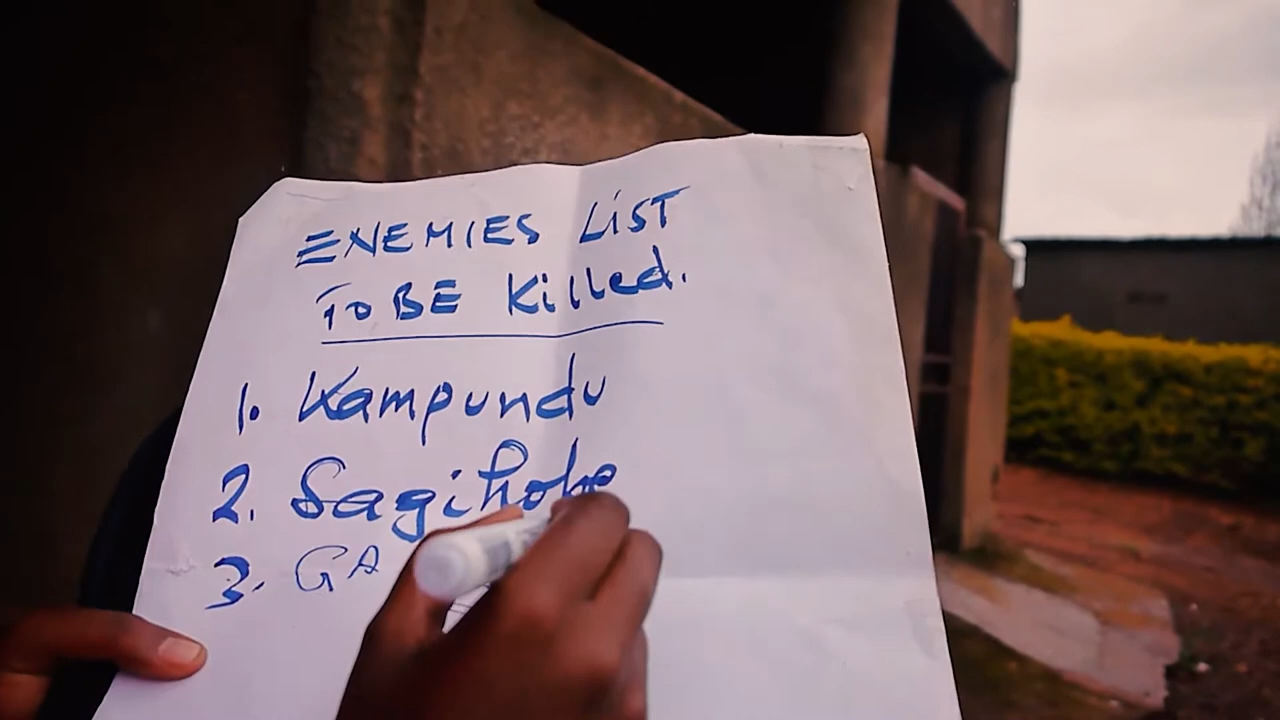 ENEMIES LiST
TO BE Killed.
1. Kampundu
2. Sagihobe
3. GA